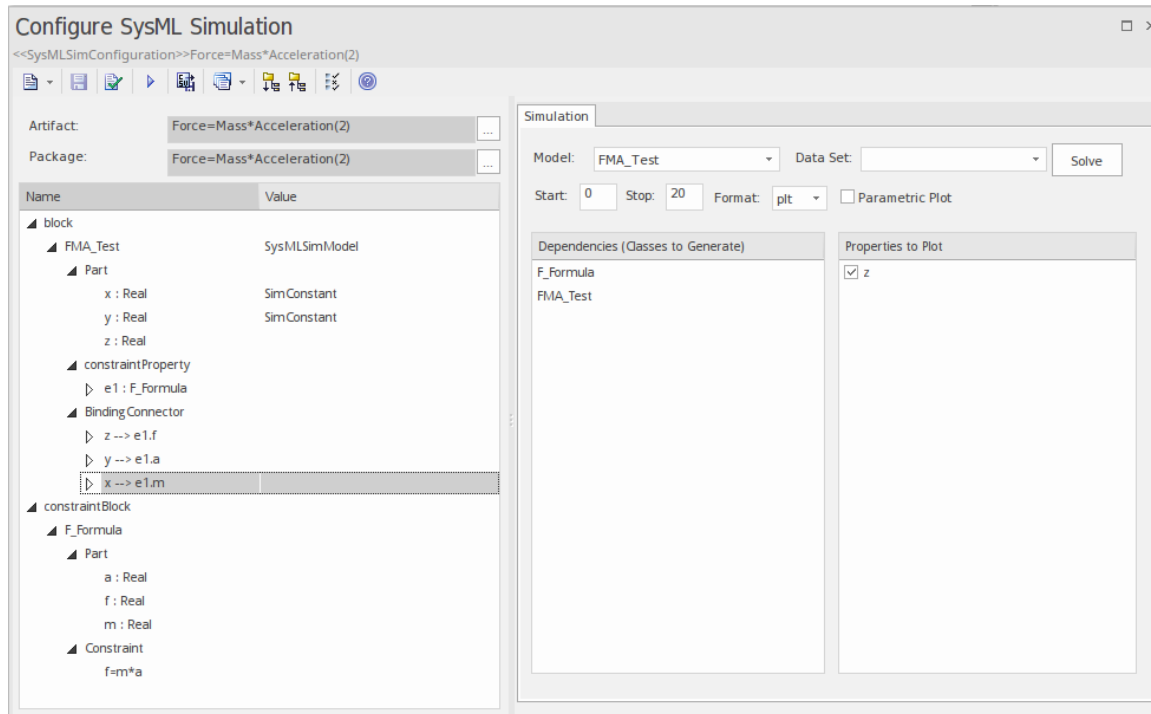 Configure SysML Simulation
<<SysMLSimConfiguration>>Force=Mass*Acceleration(2)
Artifact: Force=Mass*Acceleration(2) ...
Package: Force=Mass*Acceleration(2) ...
Name Value
block
FMA_Test SysMLSimModel
Part
x : Real SimConstant
y : Real SimConstant
z : Real
constraintProperty
e1 : F_Formula
BindingConnector
z --> e1.f
y --> e1.a
x --> e1.m
constraintBlock
F_Formula
Part
a : Real
f : Real
m : Real
Constraint
f=m*a
Simulation
Model: FMA_Test Data Set: Solve
Start: 0 Stop: 20 Format: plt Parametric Plot
Dependencies (Classes to Generate)
F_Formula
FMA_Test
Properties to Plot
z